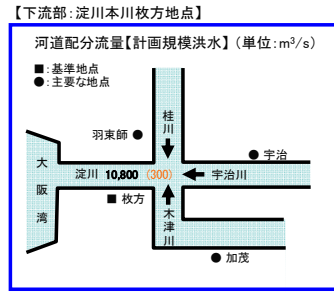 【下流部:淀川本川枚方地点】
河道配分流量【計画規模洪水】(単位:m³/s)
■:基準地点
●:主要な地点
桂川
羽束師 ●
● 宇治
大阪湾
淀川 10,800 (300)
宇治川
■ 枚方
木津川
● 加茂